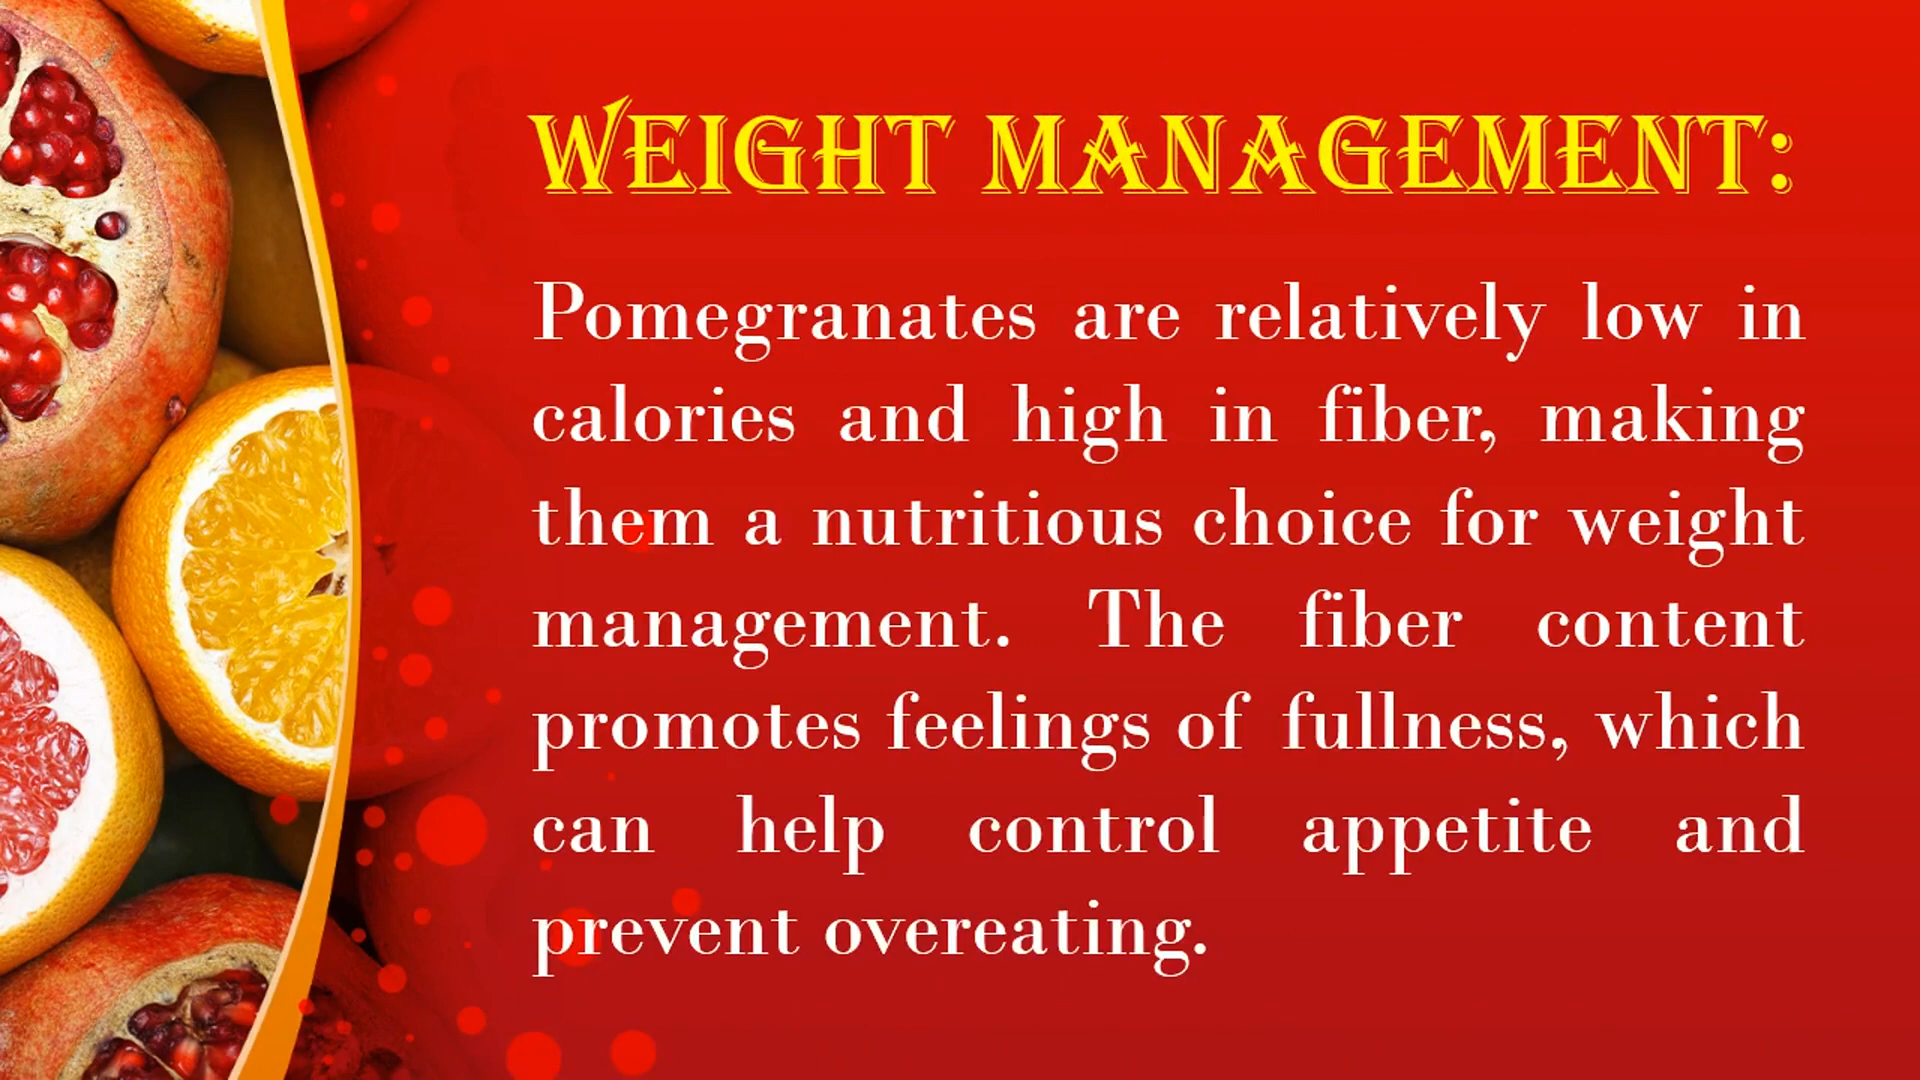 WEIGHT MANAGEMENT:
Pomegranates are relatively low in
calories and high in fiber, making
them a nutritious choice for weight
management. The fiber content
promotes feelings of fullness, which
can help control appetite and
prevent overeating.